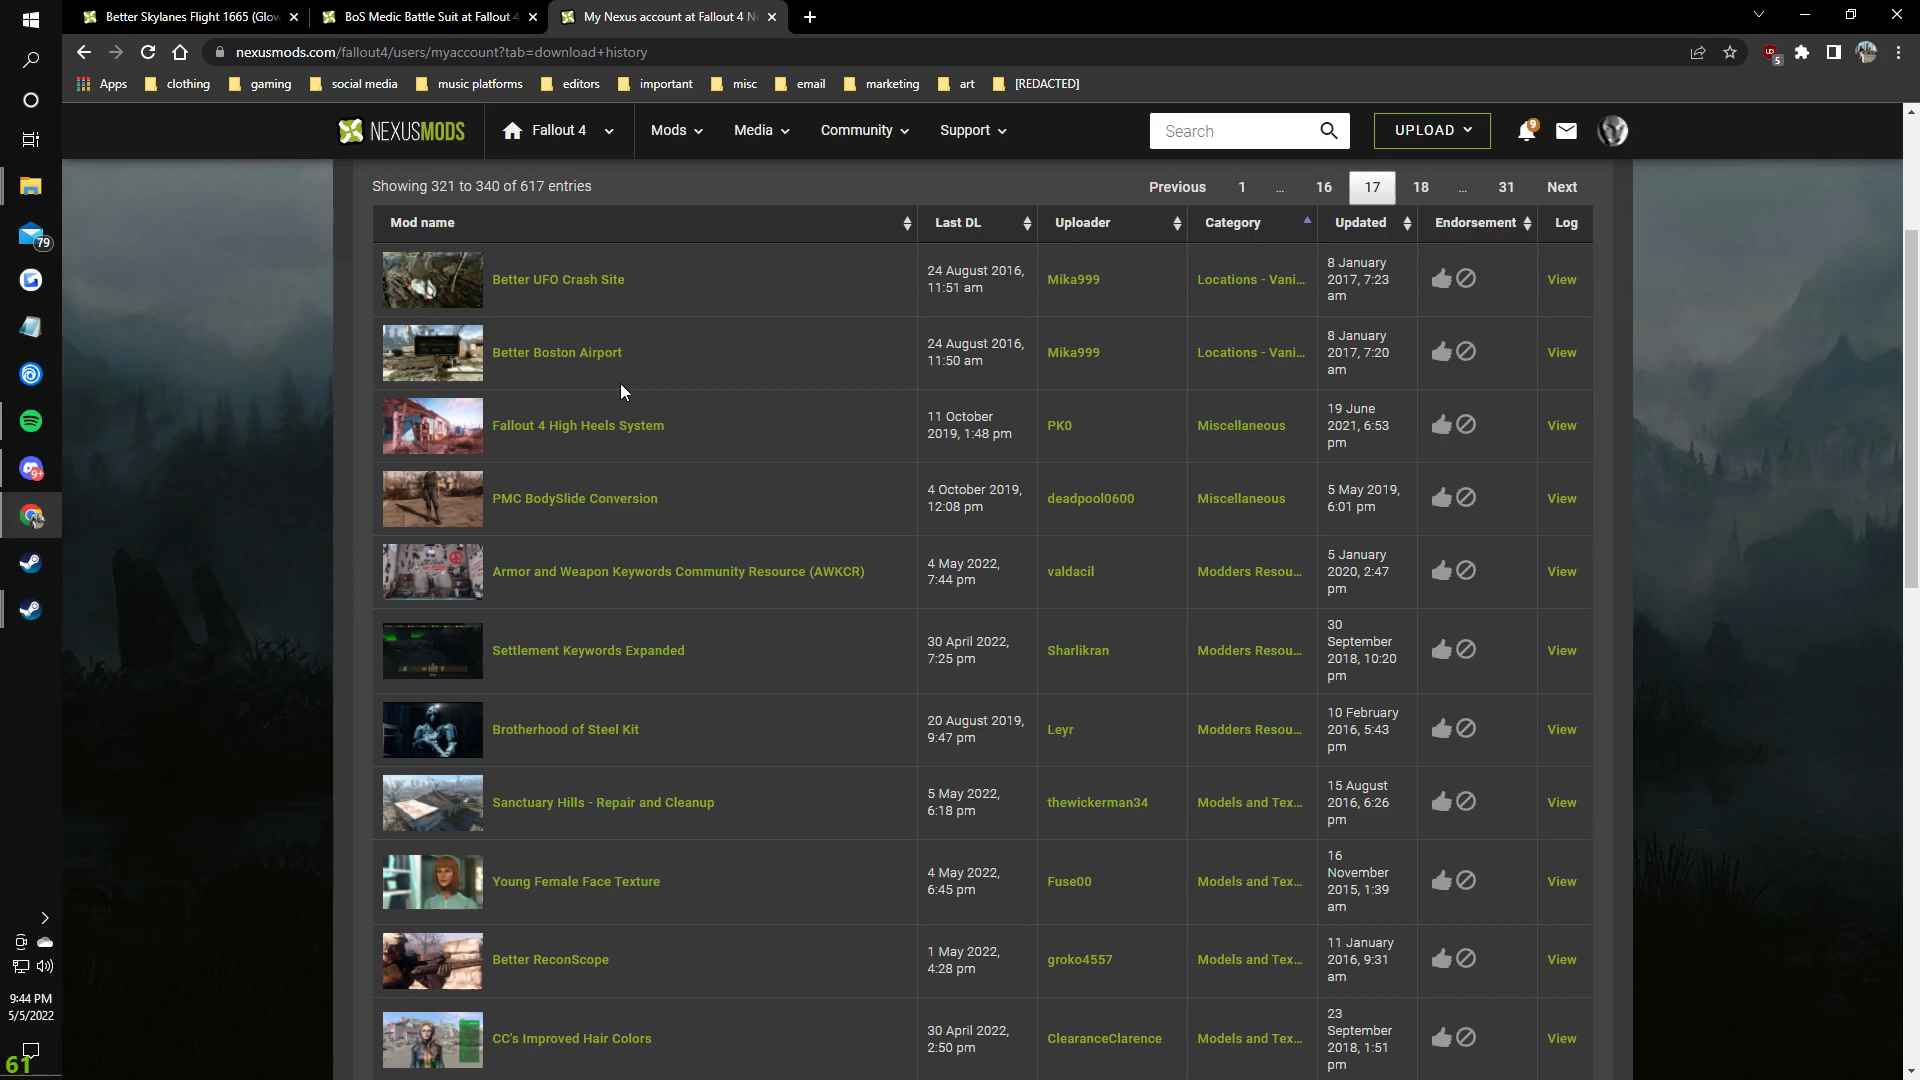 Better Skylanes Flight 1665 (Glov
BoS Medic Battle Suit at Fallout 4
My Nexus account at Fallout 4 N
nexusmods.com/fallout4/users/myaccount?tab=download+history
5
Apps clothing gaming social media music platforms editors important misc email marketing art [REDACTED]
NEXUSMODS Fallout 4 Mods Media Community Support Search UPLOAD 9
Showing 321 to 340 of 617 entries Previous 1 ... 16 17 18 ... 31 Next
Mod name Last DL Uploader Category Updated Endorsement Log
Better UFO Crash Site
24 August 2016,
11:51 am
Mika999
Locations - Vani...
8 January
2017, 7:23
am
View
Better Boston Airport
24 August 2016,
11:50 am
Mika999
Locations - Vani...
8 January
2017, 7:20
am
View
Fallout 4 High Heels System
11 October
2019, 1:48 pm
PK0
Miscellaneous
19 June
2021, 6:53
pm
View
PMC BodySlide Conversion
4 October 2019,
12:08 pm
deadpool0600
Miscellaneous
5 May 2019,
6:01 pm
View
Armor and Weapon Keywords Community Resource (AWKCR)
4 May 2022,
7:44 pm
valdacil
Modders Resou...
5 January
2020, 2:47
pm
View
Settlement Keywords Expanded
30 April 2022,
7:25 pm
Sharlikran
Modders Resou...
30
September
2018, 10:20
pm
View
Brotherhood of Steel Kit
20 August 2019,
9:47 pm
Leyr
Modders Resou...
10 February
2016, 5:43
pm
View
Sanctuary Hills - Repair and Cleanup
5 May 2022,
6:18 pm
thewickerman34
Models and Tex...
15 August
2016, 6:26
pm
View
Young Female Face Texture
4 May 2022,
6:45 pm
Fuse00
Models and Tex...
16
November
2015, 1:39
am
View
Better ReconScope
1 May 2022,
4:28 pm
groko4557
Models and Tex...
11 January
2016, 9:31
am
View
CC's Improved Hair Colors
30 April 2022,
2:50 pm
ClearanceClarence
Models and Tex...
23
September
2018, 1:51
pm
View
79
9+
9:44 PM
5/5/2022
61